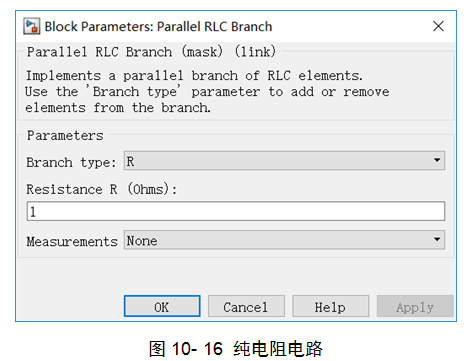 Block Parameters: Parallel RLC Branch
Parallel RLC Branch (mask) (link)
Implements a parallel branch of RLC elements.
Use the 'Branch type' parameter to add or remove
elements from the branch.
Parameters
Branch type: R
Resistance R (Ohms):
1
Measurements None
OK Cancel Help Apply
图 10- 16 纯电阻电路